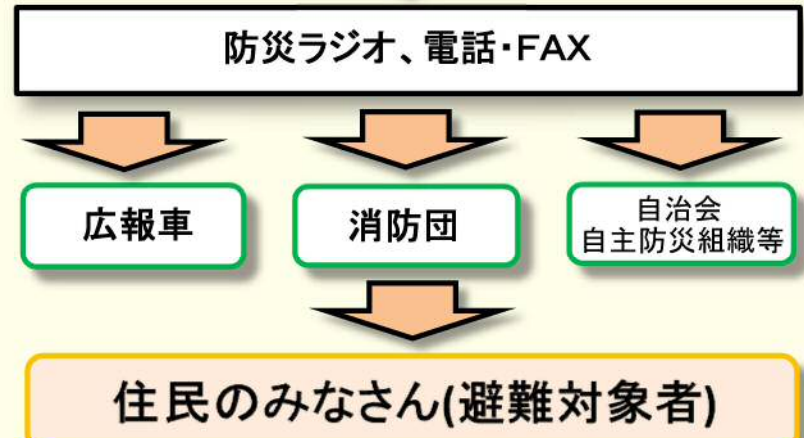 防災ラジオ、電話・FAX
広報車
消防団
自治会
自主防災組織等
住民のみなさん(避難対象者)